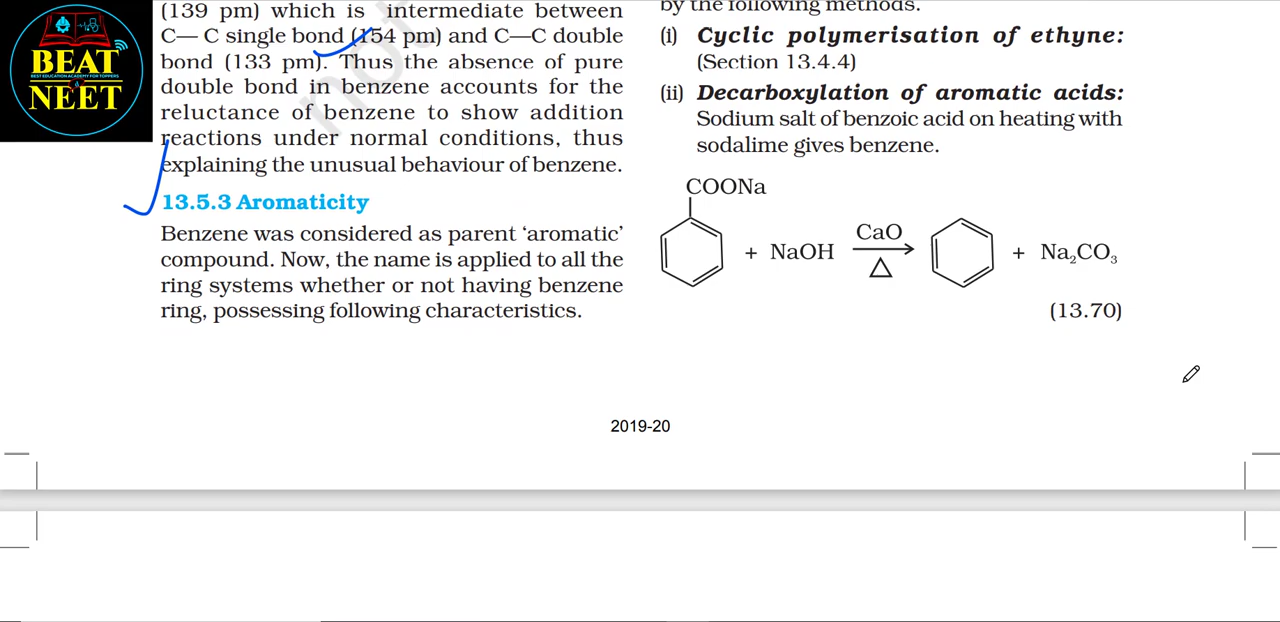 BEAT
BEST EDUCATION ACADEMY FOR TOPPERS
NEET
(139 pm) which is intermediate between
C— C single bond (154 pm) and C—C double
bond (133 pm). Thus the absence of pure
double bond in benzene accounts for the
reluctance of benzene to show addition
reactions under normal conditions, thus
explaining the unusual behaviour of benzene.
13.5.3 Aromaticity
Benzene was considered as parent ‘aromatic’
compound. Now, the name is applied to all the
ring systems whether or not having benzene
ring, possessing following characteristics.
by the following methods.
(i) Cyclic polymerisation of ethyne:
(Section 13.4.4)
(ii) Decarboxylation of aromatic acids:
Sodium salt of benzoic acid on heating with
sodalime gives benzene.
COONa
+ NaOH CaO △ + Na₂CO₃
(13.70)
2019-20